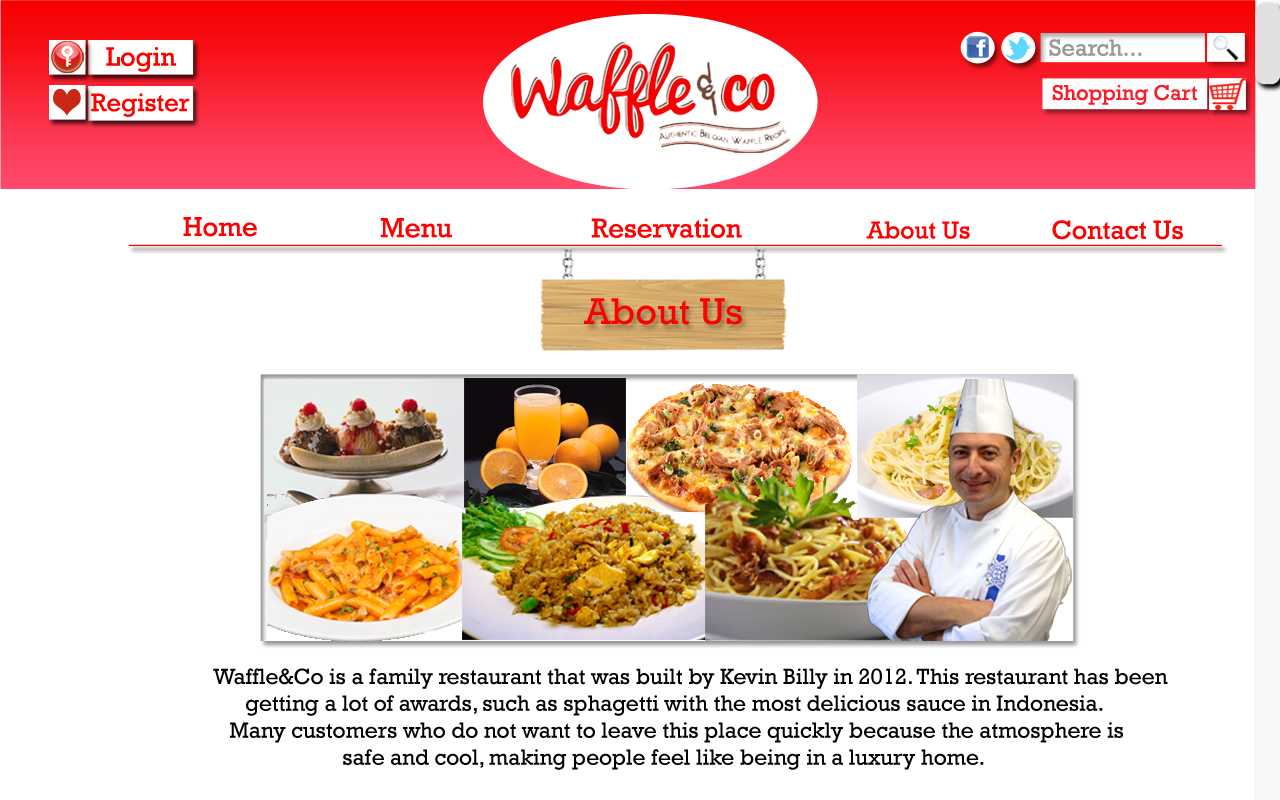 Login
Register
Waffle & co
AUTHENTIC BELGIAN WAFFLE RECIPE
Search...
Shopping Cart
Home
Menu
Reservation
About Us
Contact Us
About Us
Waffle&Co is a family restaurant that was built by Kevin Billy in 2012. This restaurant has been
getting a lot of awards, such as sphagetti with the most delicious sauce in Indonesia.
Many customers who do not want to leave this place quickly because the atmosphere is
safe and cool, making people feel like being in a luxury home.